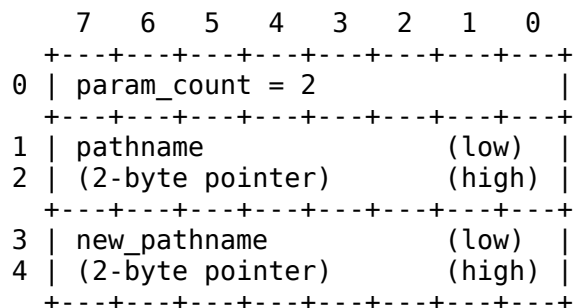 7   6   5   4   3   2   1   0
  +---+---+---+---+---+---+---+---+
0 | param_count = 2               |
  +---+---+---+---+---+---+---+---+
1 | pathname                (low) |
2 | (2-byte pointer)       (high) |
  +---+---+---+---+---+---+---+---+
3 | new_pathname            (low) |
4 | (2-byte pointer)       (high) |
  +---+---+---+---+---+---+---+---+